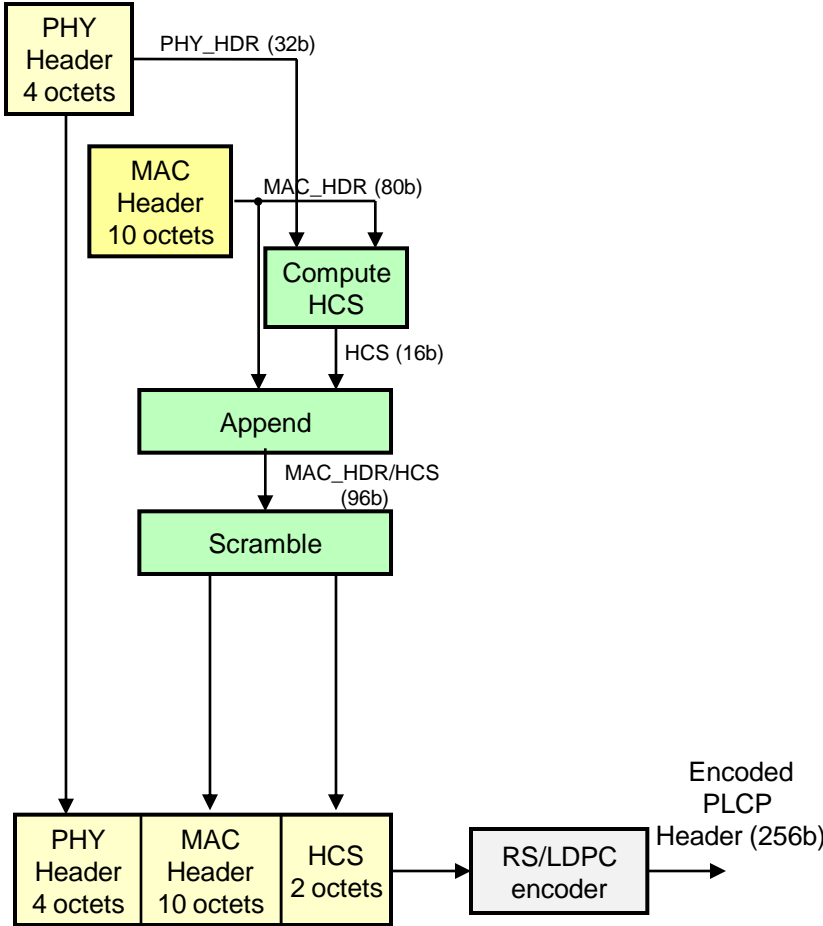 PHY
Header
4 octets
PHY_HDR (32b)
MAC
Header
10 octets
MAC_HDR (80b)
Compute
HCS
HCS (16b)
Append
MAC_HDR/HCS
(96b)
Scramble
Encoded
PLCP
Header (256b)
PHY
Header
4 octets
MAC
Header
10 octets
HCS
2 octets
RS/LDPC
encoder